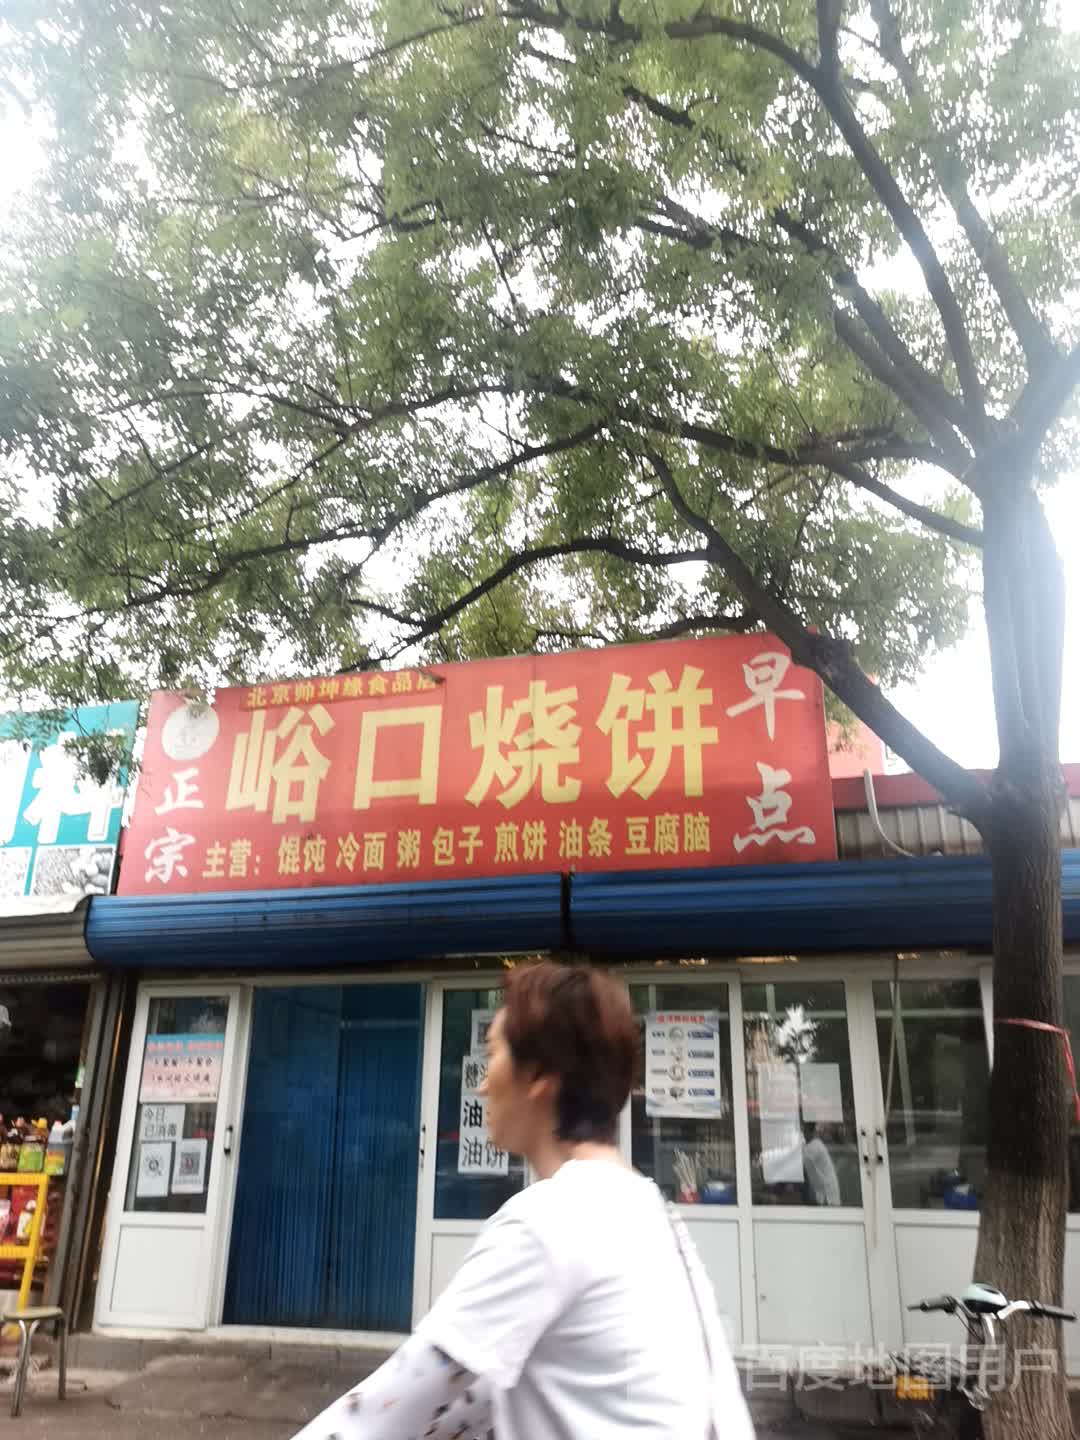 北京帅坤缘食品店
正宗
峪口烧饼
早点
主营：馄饨 冷面 粥 包子 煎饼 油条 豆腐脑
料
今日
已消毒
糖
油
油饼
百度地图用户